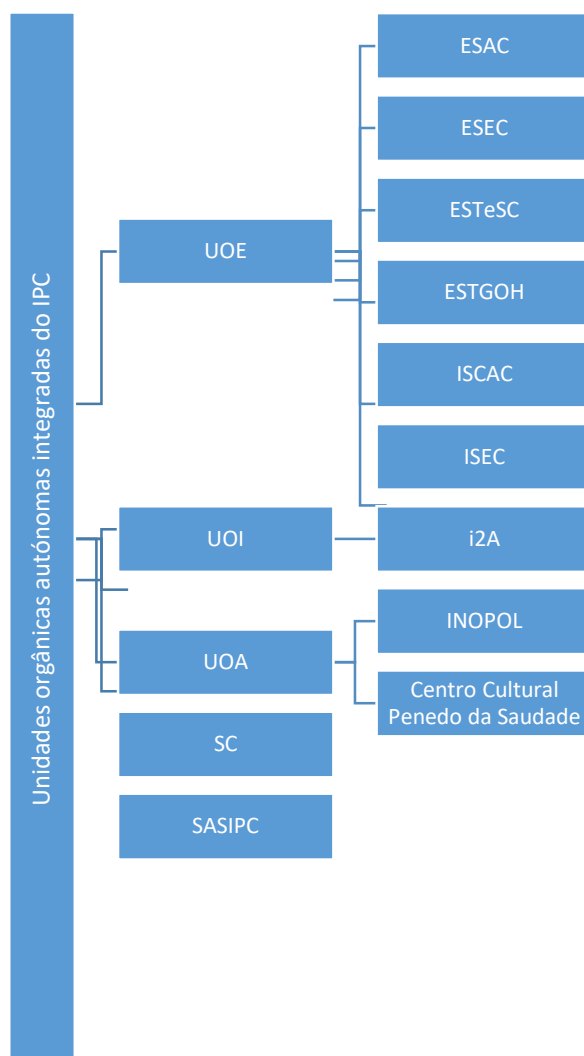 Unidades orgânicas autónomas integradas do IPC
UOE
ESAC
ESEC
ESTeSC
ESTGOH
ISCAC
ISEC
UOI
i2A
UOA
INOPOL
Centro Cultural
Penedo da Saudade
SC
SASIPC